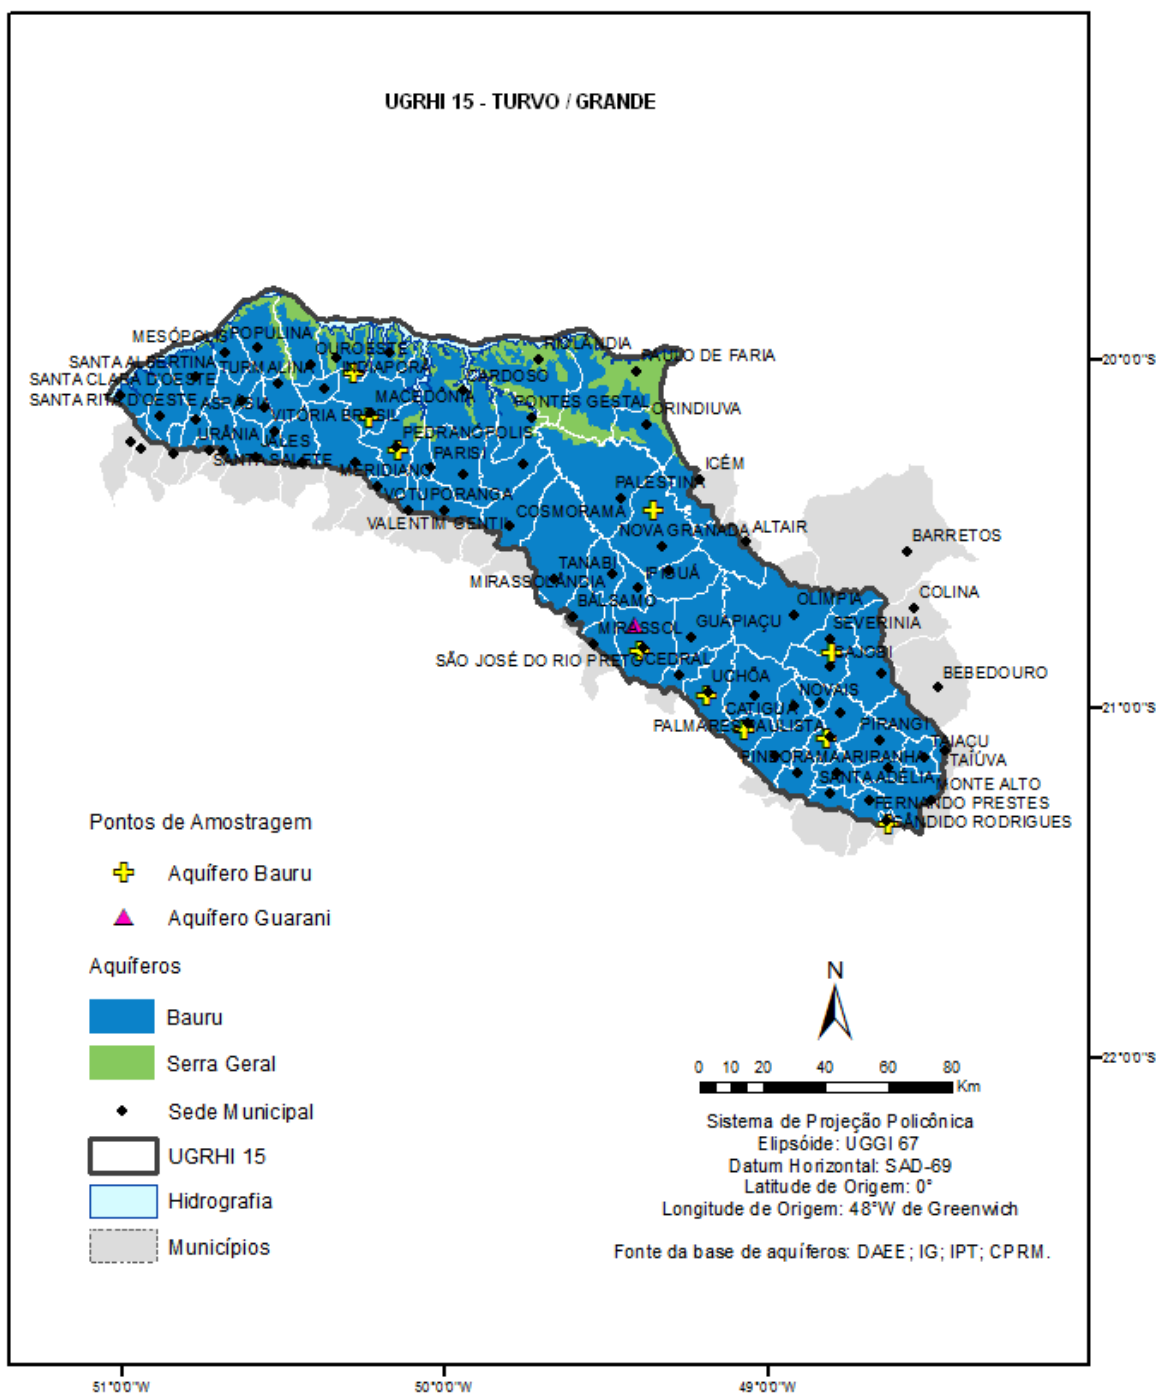 UGRHI 15 - TURVO / GRANDE
MESÓPOLIS
POPULINA
OUROESTE
RIOLÂNDIA
PAULO DE FARIA
20°0'0"S
SANTA ALBERTINA
TURMALINA
INDIAPORÃ
CARDOSO
SANTA CLARA D'OESTE
SANTA RITA D'OESTE
ASPÁSIA
MACEDÔNIA
PONTES GESTAL
ORINDIUVA
VITÓRIA BRASIL
URÂNIA
JALES
PEDRANÓPOLIS
PARISI
SANTA SALETE
MERIDIANO
ICÉM
PALESTINA
VOTUPORANGA
COSMORAMA
VALENTIM GENTIL
NOVA GRANADA
ALTAIR
BARRETOS
TANABI
IPIGUÁ
MIRASSOLÂNDIA
BÁLSAMO
OLÍMPIA
COLINA
MIRASSOL
GUAPIAÇU
SEVERINIA
SÃO JOSÉ DO RIO PRETO
CEDRAL
CAJOBI
UCHÔA
BEBEDOURO
NOVAIS
CATIGUÁ
21°0'0"S
PALMARES PAULISTA
PIRANGI
TAIAÇU
PINDORAMA
ARIRANHA
TAIÚVA
SANTA ADÉLIA
MONTE ALTO
FERNANDO PRESTES
CÂNDIDO RODRIGUES
Pontos de Amostragem
Aquífero Bauru
Aquífero Guarani
Aquíferos
Bauru
Serra Geral
Sede Municipal
UGRHI 15
Hidrografia
Municípios
N
0 10 20 40 60 80
Km
22°0'0"S
Sistema de Projeção Policônica
Elipsóide: UGGI 67
Datum Horizontal: SAD-69
Latitude de Origem: 0°
Longitude de Origem: 48°W de Greenwich
Fonte da base de aquíferos: DAEE; IG; IPT; CPRM.
51°0'0"W
50°0'0"W
49°0'0"W